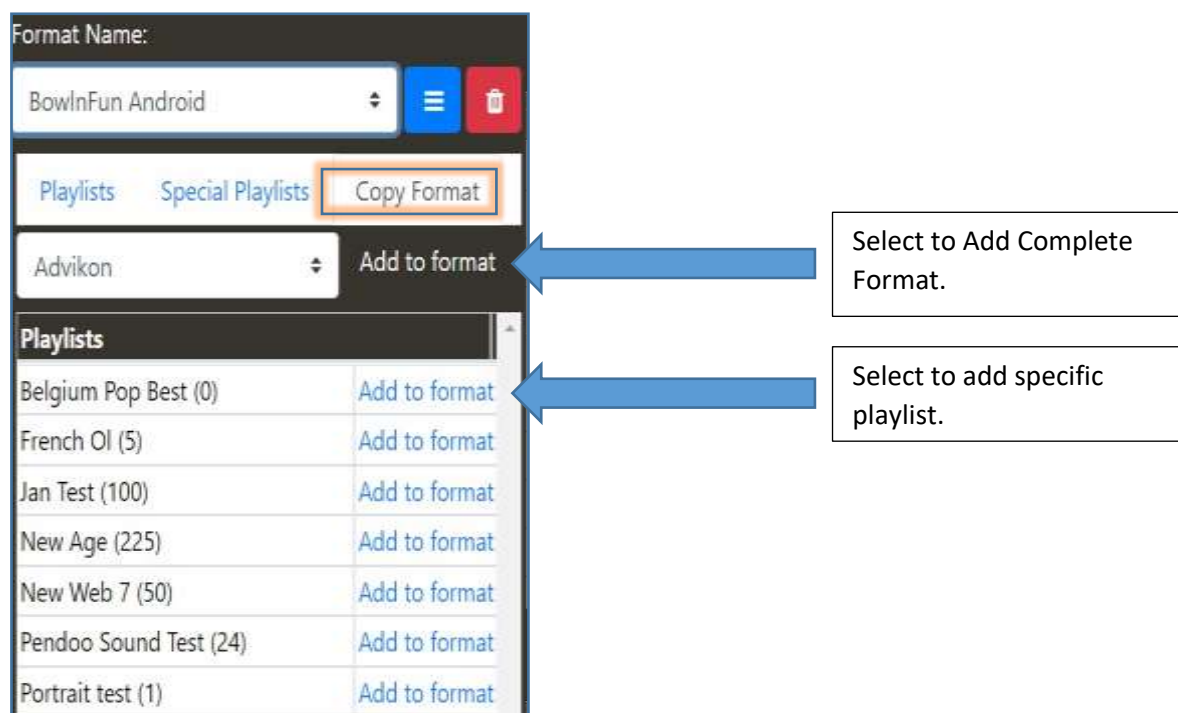 Format Name:
BowlnFun Android
Playlists Special Playlists Copy Format
Advikon Add to format
Select to Add Complete
Format.
Playlists
Belgium Pop Best (0) Add to format
Select to add specific
playlist.
French Ol (5) Add to format
Jan Test (100) Add to format
New Age (225) Add to format
New Web 7 (50) Add to format
Pendoo Sound Test (24) Add to format
Portrait test (1) Add to format